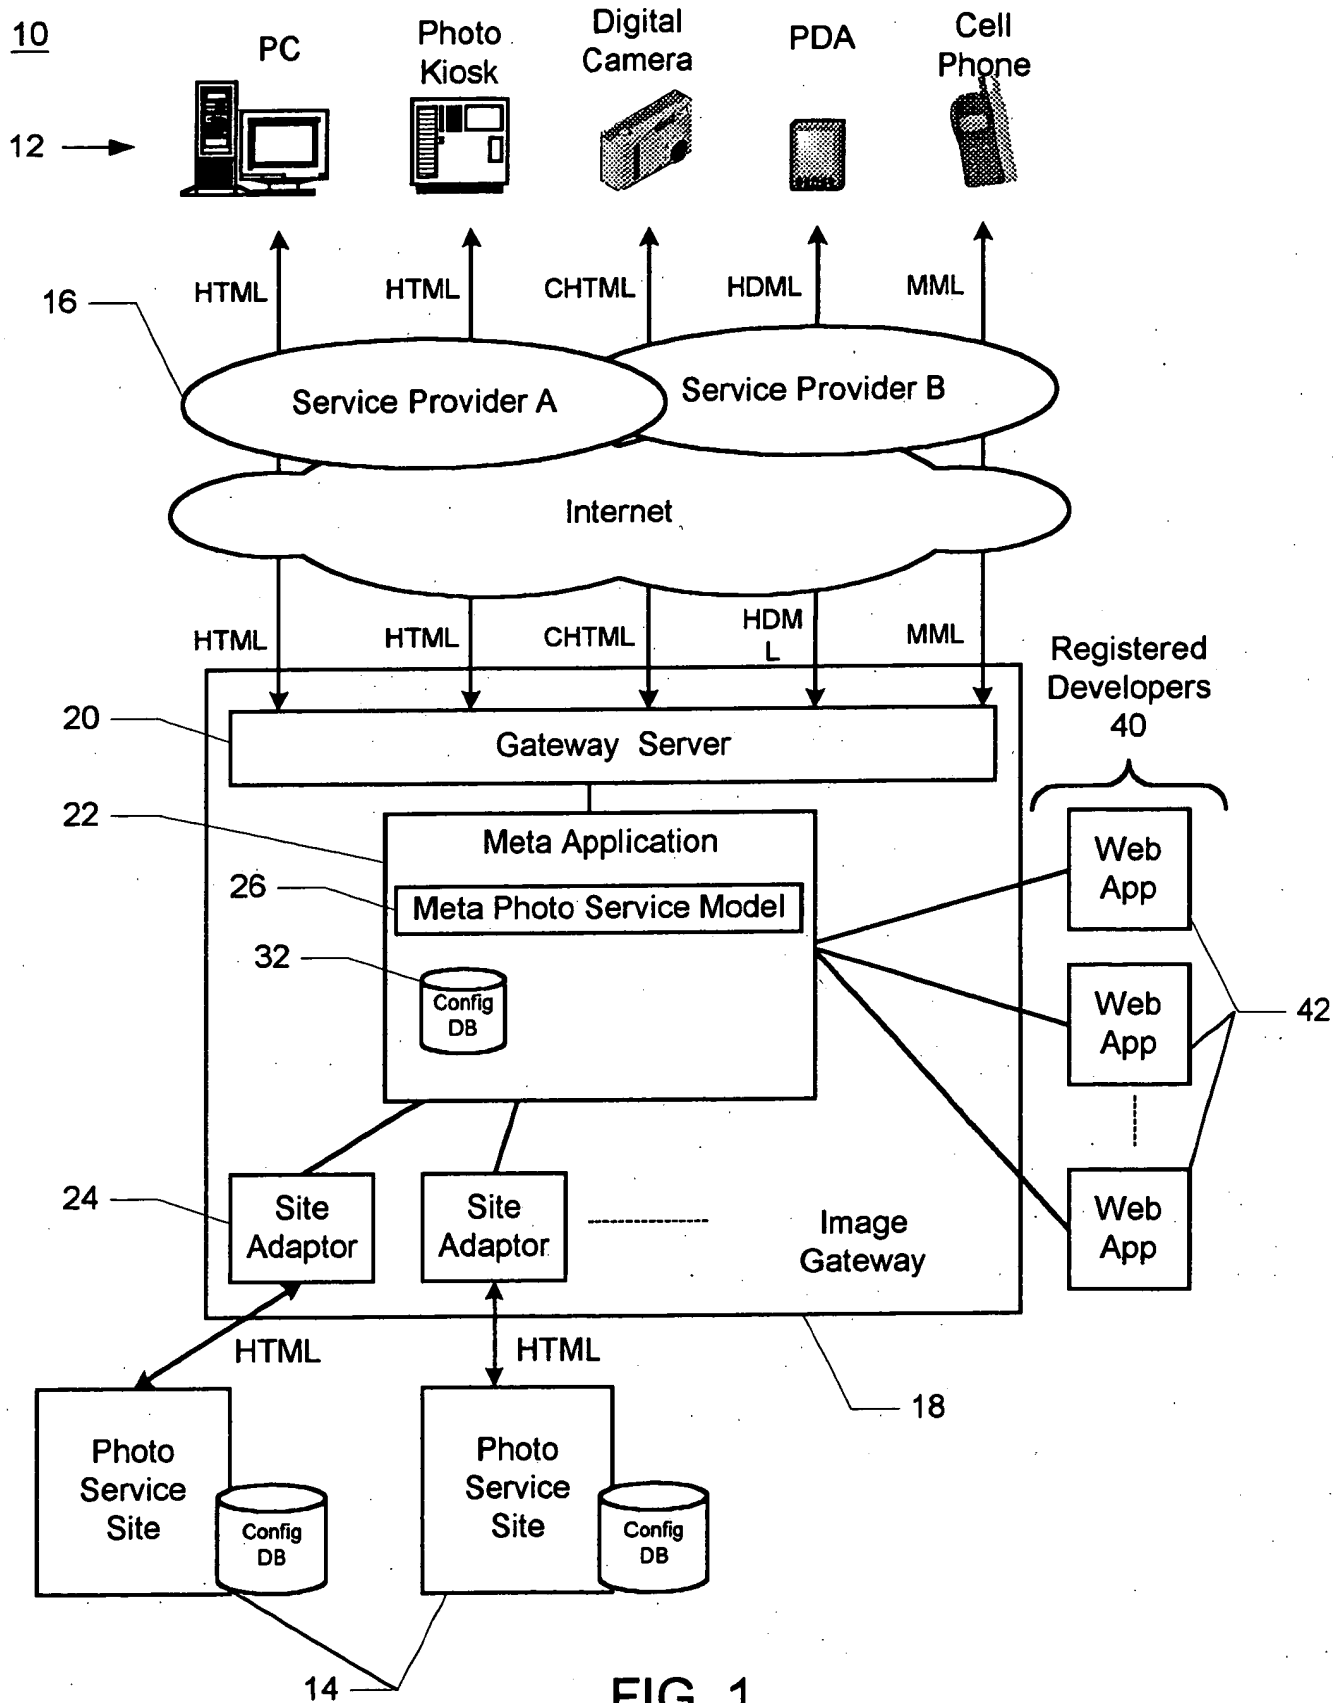 10
PC
Photo
Kiosk
Digital
Camera
PDA
Cell
Phone
12
HTML
HTML
CHTML
HDML
MML
16
Service Provider A
Service Provider B
Internet
HTML
HTML
CHTML
HDM
L
MML
Registered
Developers
40
20
Gateway Server
22
Meta Application
26
Meta Photo Service Model
32
Config
DB
Web
App
Web
App
42
Web
App
24
Site
Adaptor
Site
Adaptor
Image
Gateway
HTML
HTML
18
Photo
Service
Site
Config
DB
Photo
Service
Site
Config
DB
14
FIG. 1